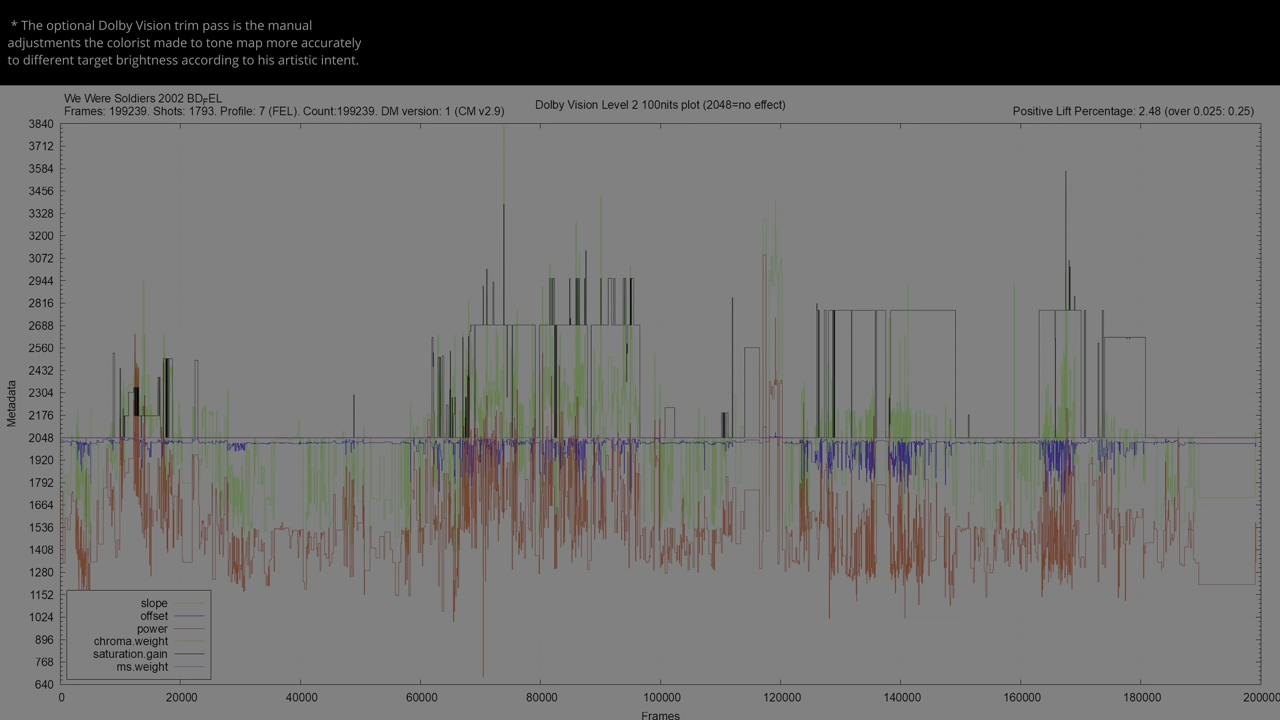 * The optional Dolby Vision trim pass is the manual
adjustments the colorist made to tone map more accurately
to different target brightness according to his artistic intent.
We Were Soldiers 2002 BDFEL
Frames: 199239. Shots: 1793. Profile: 7 (FEL). Count:199239. DM version: 1 (CM v2.9)
Dolby Vision Level 2 100nits plot (2048=no effect)
Positive Lift Percentage: 2.48 (over 0.025: 0.25)
3840
3712
3584
3456
3328
3200
3072
2944
2816
2688
2560
2432
2304
2176
2048
1920
1792
1664
1536
1408
1280
1152
1024
896
768
640
Metadata
slope
offset
power
chroma.weight
saturation.gain
ms.weight
0 20000 40000 60000 80000 100000 120000 140000 160000 180000 200000
Frames